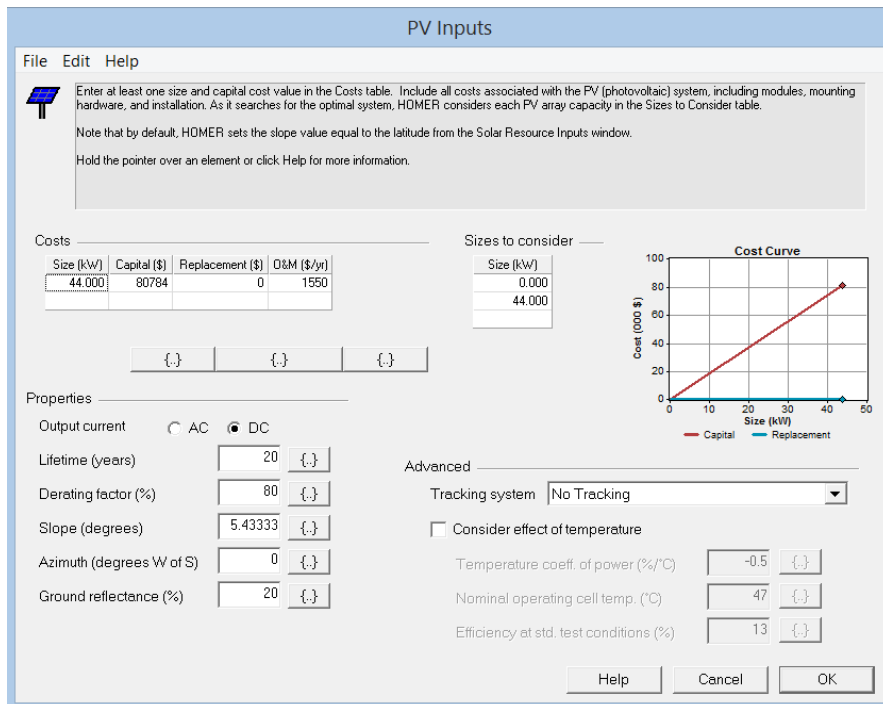 PV Inputs
File Edit Help
Enter at least one size and capital cost value in the Costs table. Include all costs associated with the PV (photovoltaic) system, including modules, mounting
hardware, and installation. As it searches for the optimal system, HOMER considers each PV array capacity in the Sizes to Consider table.
Note that by default, HOMER sets the slope value equal to the latitude from the Solar Resource Inputs window.
Hold the pointer over an element or click Help for more information.
Costs
Size (kW) Capital ($) Replacement ($) O&M ($/yr)
44.000 80784 0 1550
{..} {..} {..}
Sizes to consider
Size (kW)
0.000
44.000
Cost Curve
Cost (000 $)
100
80
60
40
20
0
0 10 20 30 40 50
Size (kW)
Capital Replacement
Properties
Output current AC DC
Lifetime (years) 20 {..}
Derating factor (%) 80 {..}
Slope (degrees) 5.43333 {..}
Azimuth (degrees W of S) 0 {..}
Ground reflectance (%) 20 {..}
Advanced
Tracking system No Tracking
Consider effect of temperature
Temperature coeff. of power (%/°C) -0.5 {..}
Nominal operating cell temp. (°C) 47 {..}
Efficiency at std. test conditions (%) 13 {..}
Help Cancel OK